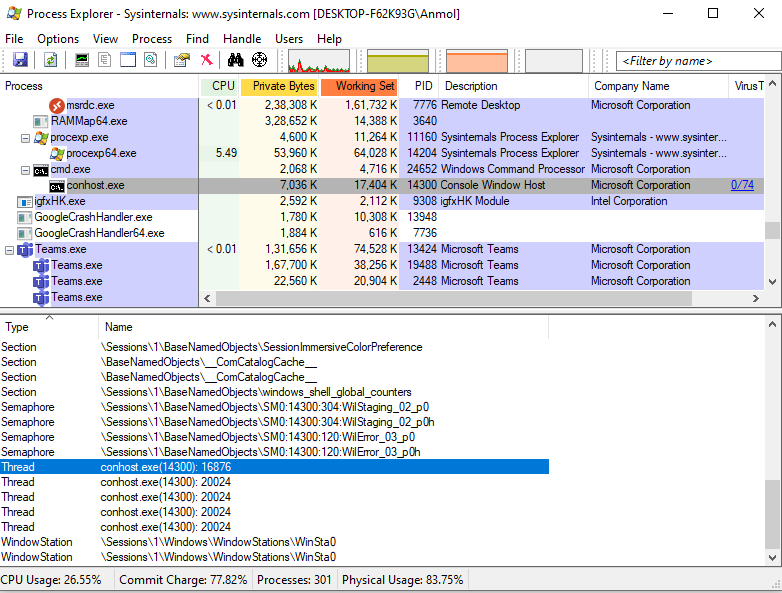 Process Explorer - Sysinternals: www.sysinternals.com [DESKTOP-F62K93G\Anmol]
File Options View Process Find Handle Users Help
<Filter by name>
Process CPU Private Bytes Working Set PID Description Company Name VirusT
msrdc.exe < 0.01 2,38,308 K 1,61,732 K 7776 Remote Desktop Microsoft Corporation
RAMMap64.exe 3,28,652 K 14,388 K 3640
procexp.exe 4,600 K 11,264 K 11160 Sysinternals Process Explorer Sysinternals - www.sysinter...
procexp64.exe 5.49 53,960 K 64,028 K 14204 Sysinternals Process Explorer Sysinternals - www.sysinter...
cmd.exe 2,068 K 4,716 K 24652 Windows Command Processor Microsoft Corporation
conhost.exe 7,036 K 17,404 K 14300 Console Window Host Microsoft Corporation 0/74
igfxHK.exe 2,592 K 2,112 K 9308 igfxHK Module Intel Corporation
GoogleCrashHandler.exe 1,780 K 10,308 K 13948
GoogleCrashHandler64.exe 1,884 K 616 K 7736
Teams.exe < 0.01 1,31,656 K 74,528 K 13424 Microsoft Teams Microsoft Corporation
Teams.exe 1,67,700 K 38,256 K 19488 Microsoft Teams Microsoft Corporation
Teams.exe 22,560 K 20,904 K 2448 Microsoft Teams Microsoft Corporation
Teams.exe
Type Name
Section \Sessions\1\BaseNamedObjects\SessionImmersiveColorPreference
Section \BaseNamedObjects\__ComCatalogCache__
Section \BaseNamedObjects\__ComCatalogCache__
Section \Sessions\1\BaseNamedObjects\windows_shell_global_counters
Semaphore \Sessions\1\BaseNamedObjects\SM0:14300:304:WilStaging_02_p0
Semaphore \Sessions\1\BaseNamedObjects\SM0:14300:304:WilStaging_02_p0h
Semaphore \Sessions\1\BaseNamedObjects\SM0:14300:120:WilError_03_p0
Semaphore \Sessions\1\BaseNamedObjects\SM0:14300:120:WilError_03_p0h
Thread conhost.exe(14300): 16876
Thread conhost.exe(14300): 20024
Thread conhost.exe(14300): 20024
Thread conhost.exe(14300): 20024
Thread conhost.exe(14300): 20024
WindowStation \Sessions\1\Windows\WindowStations\WinSta0
WindowStation \Sessions\1\Windows\WindowStations\WinSta0
CPU Usage: 26.55% Commit Charge: 77.82% Processes: 301 Physical Usage: 83.75%